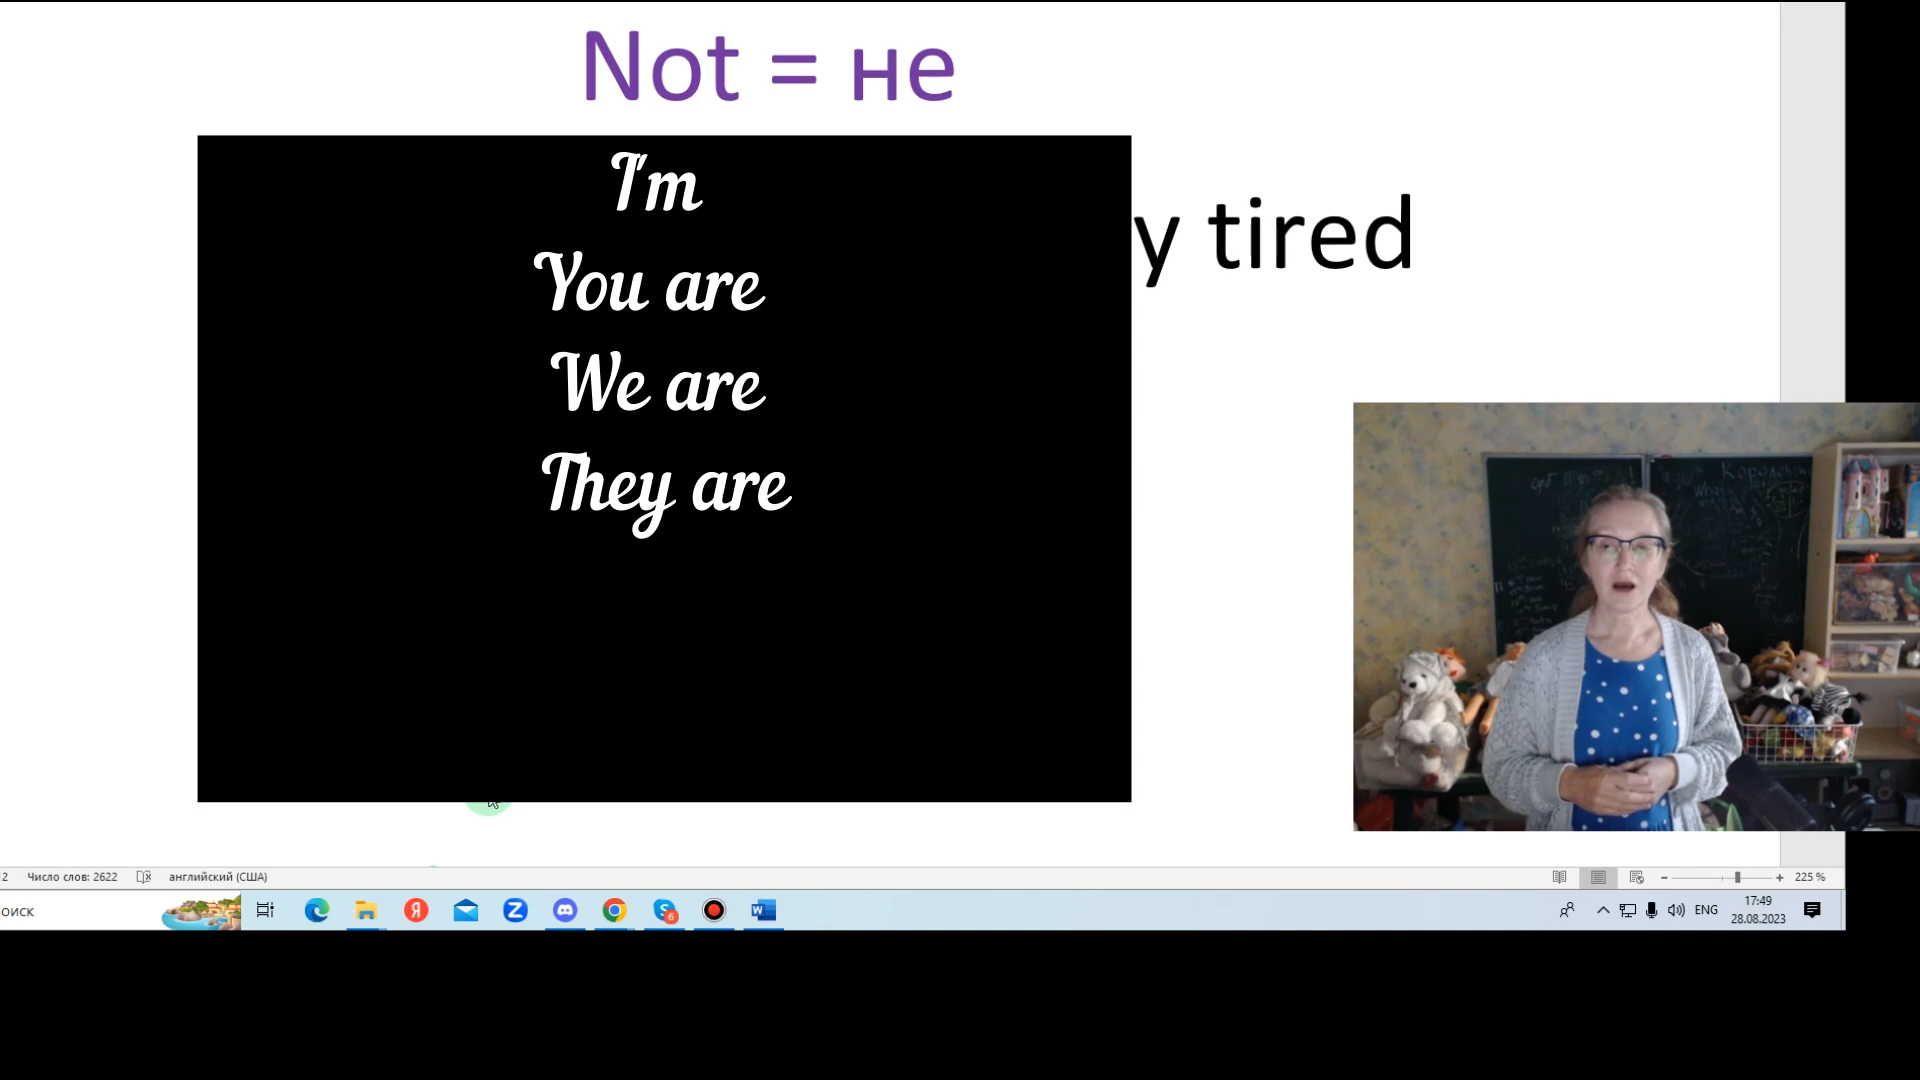 Not = не
I'm
You are
We are
They are
y tired
Число слов: 2622
английский (США)
225 %
оиск
ENG
17:49
28.08.2023